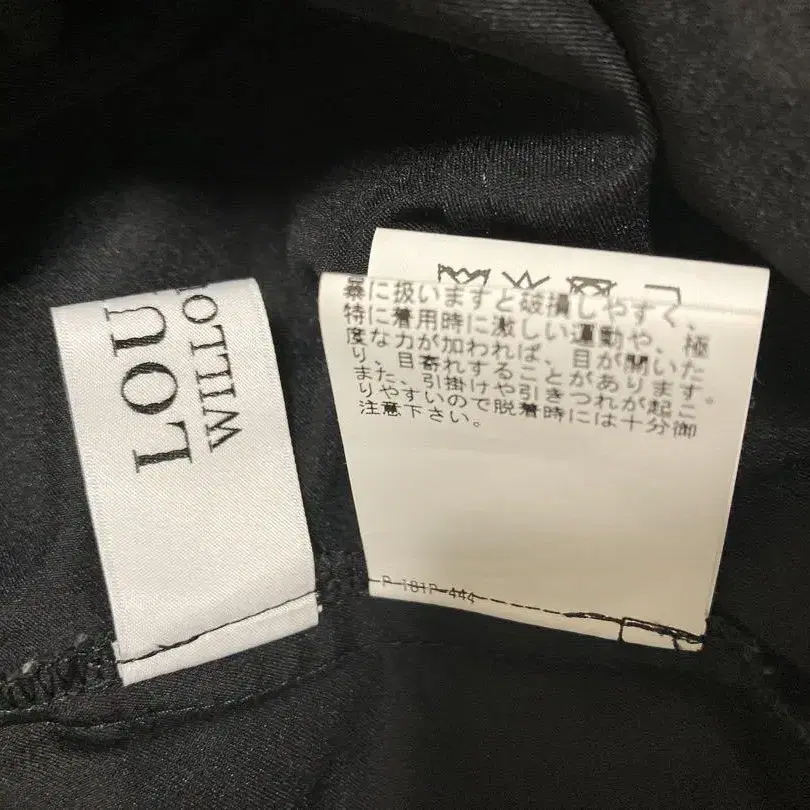 LOU
WILLO
暴に扱いますと破損しやすく、
特に着用時に激しい運動や、極
度な力が加われば、目が開いた
り、目寄れすることがあります。
また、引掛けや引きつれが起こ
りやすいので脱着時には十分御
注意下さい。
P 181P 444